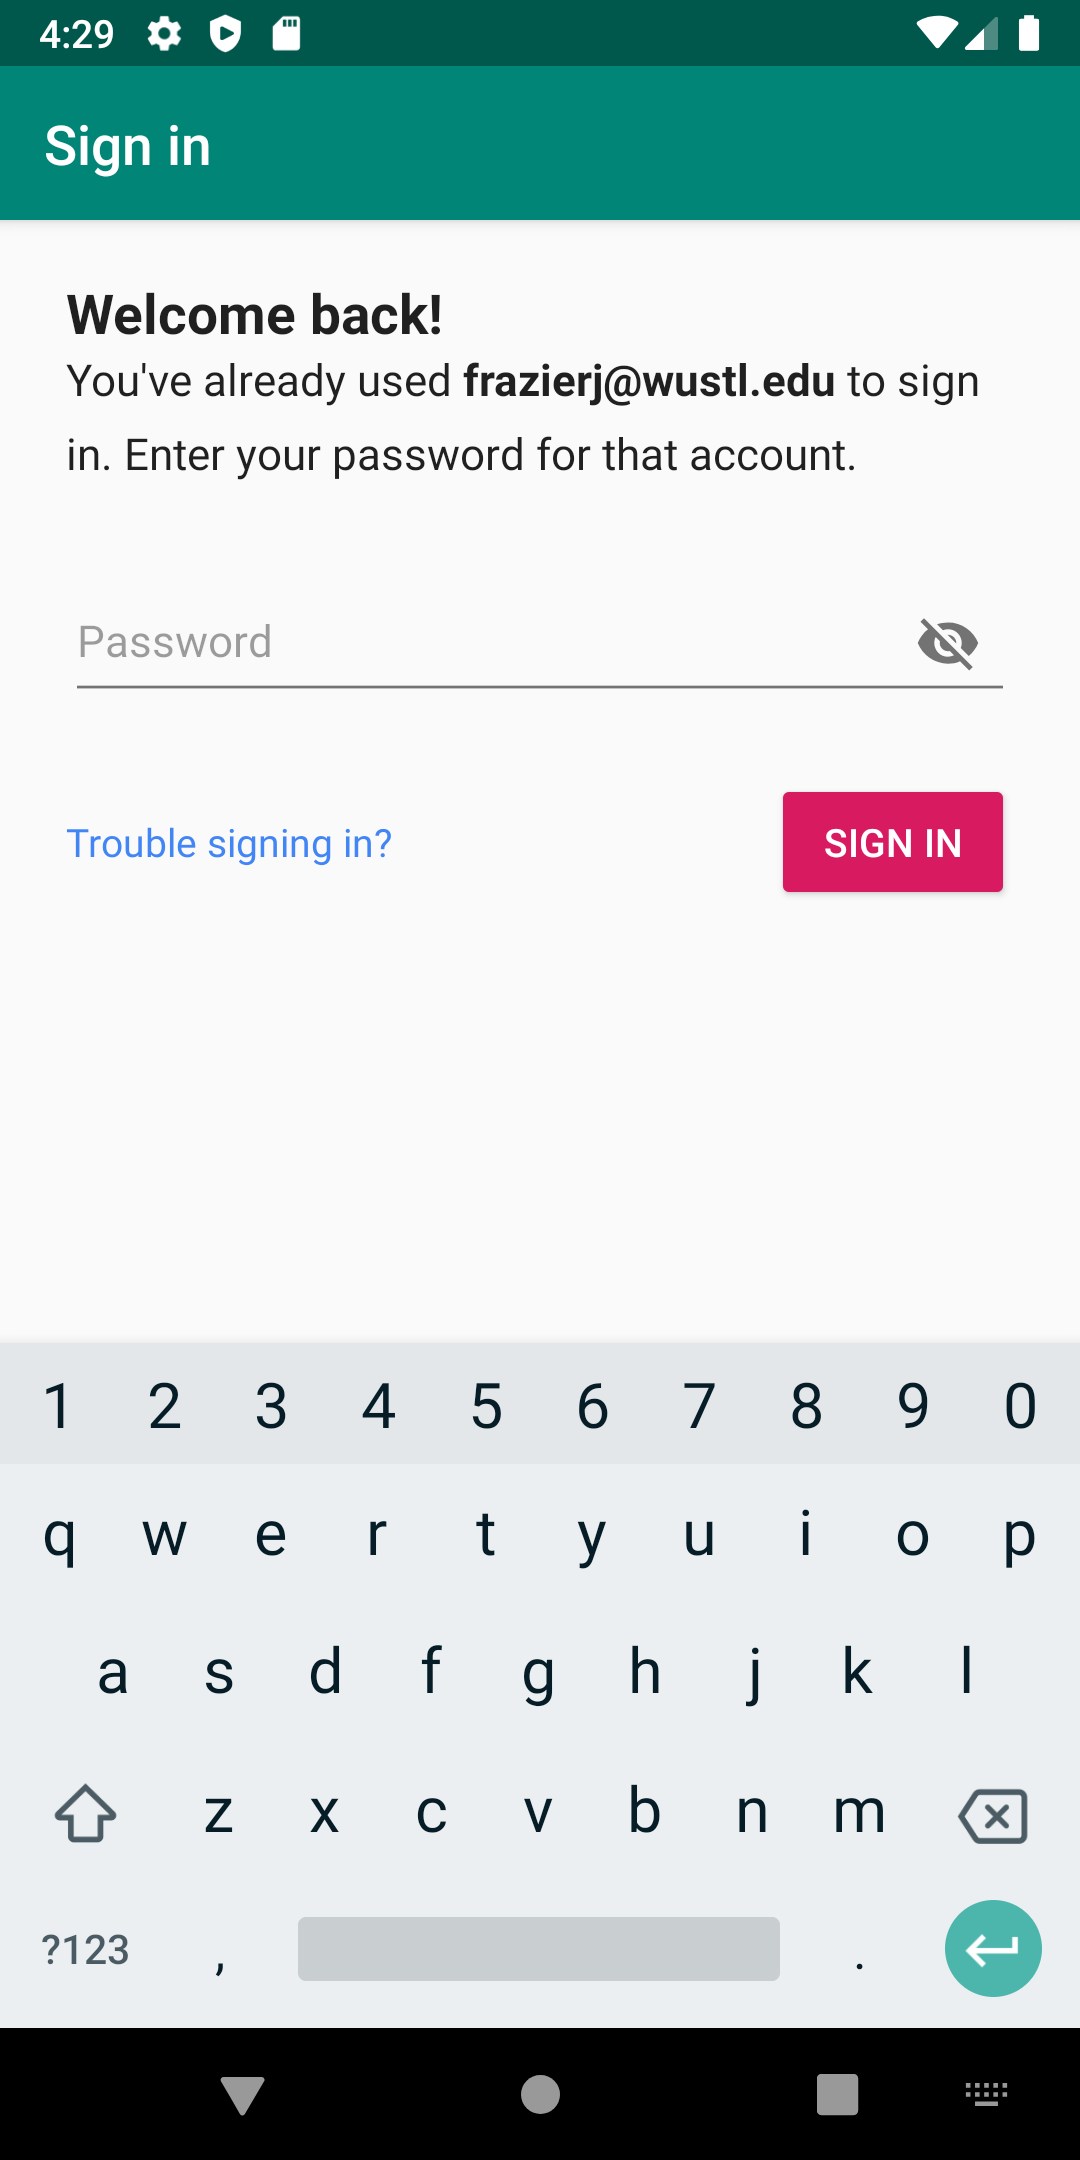 4:29
Sign in
Welcome back!
You've already used frazierj@wustl.edu to sign
in. Enter your password for that account.
Password
Trouble signing in?
SIGN IN
1 2 3 4 5 6 7 8 9 0
q w e r t y u i o p
a s d f g h j k l
z x c v b n m
?123 , .